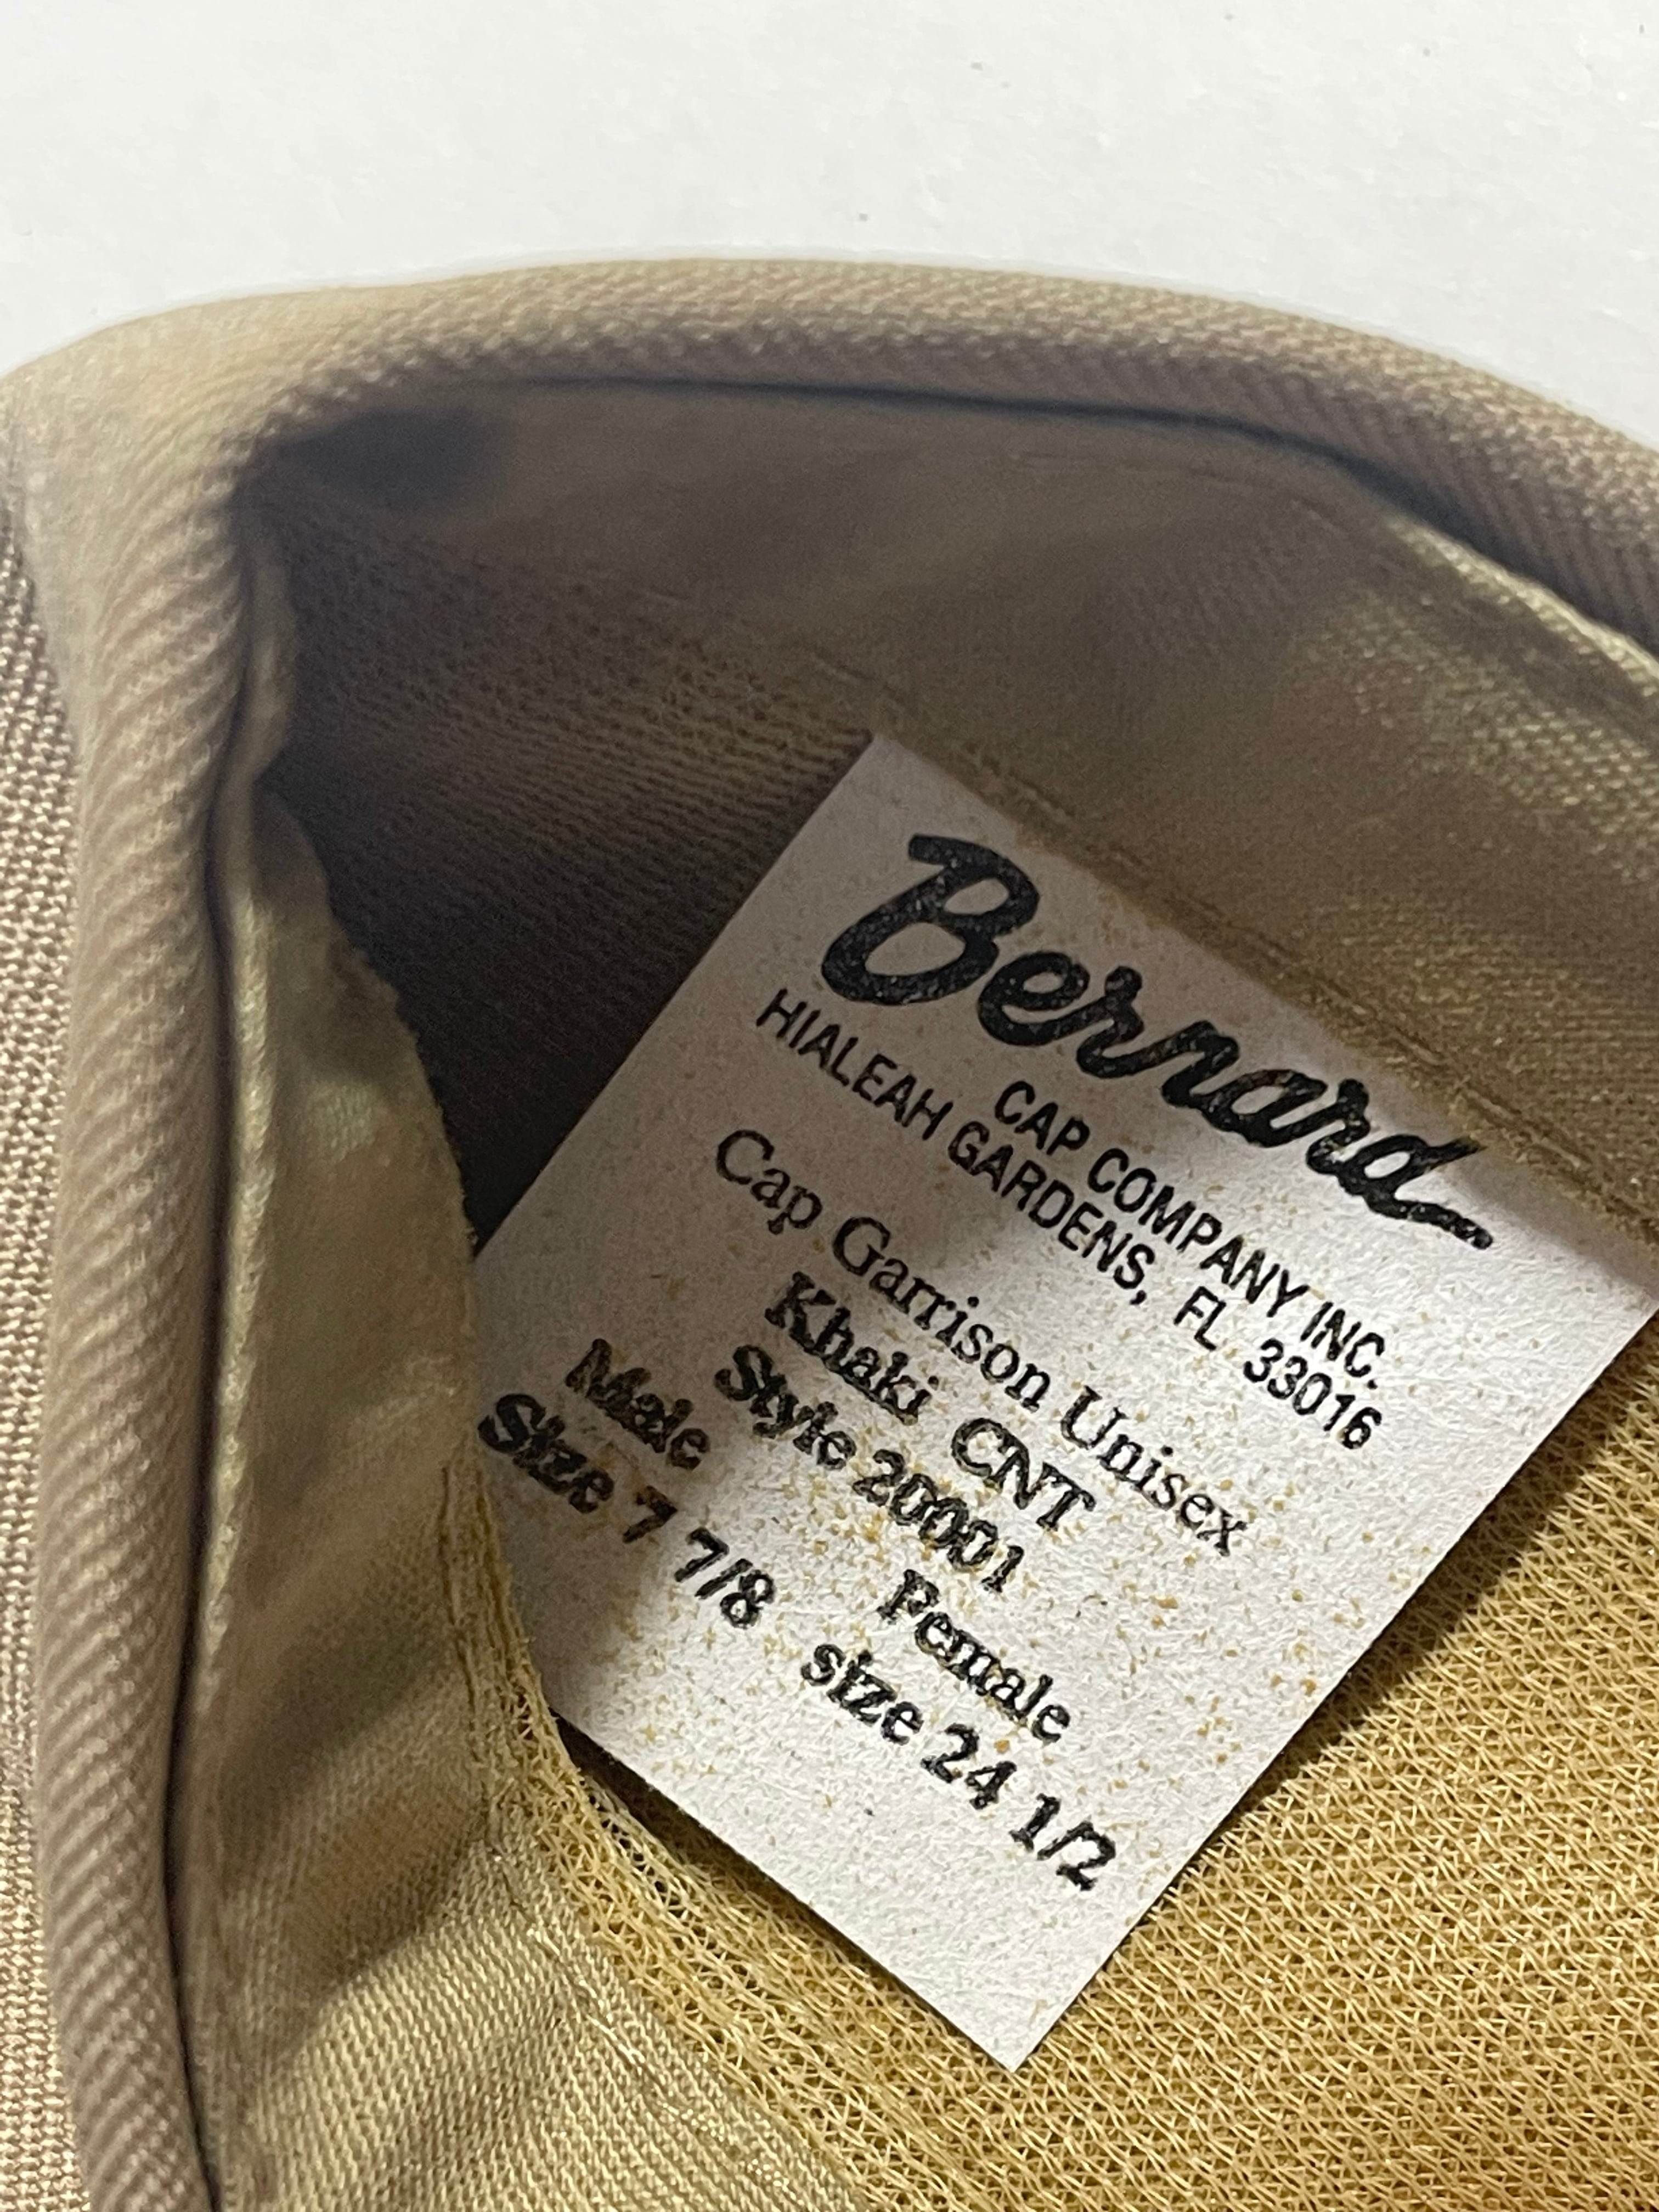 Bernard
CAP COMPANY INC.
HIALEAH GARDENS, FL 33016
Cap Garrison Unisex
Khaki CNT
Style 20001
Male Female
Size 7 7/8 size 24 1/2